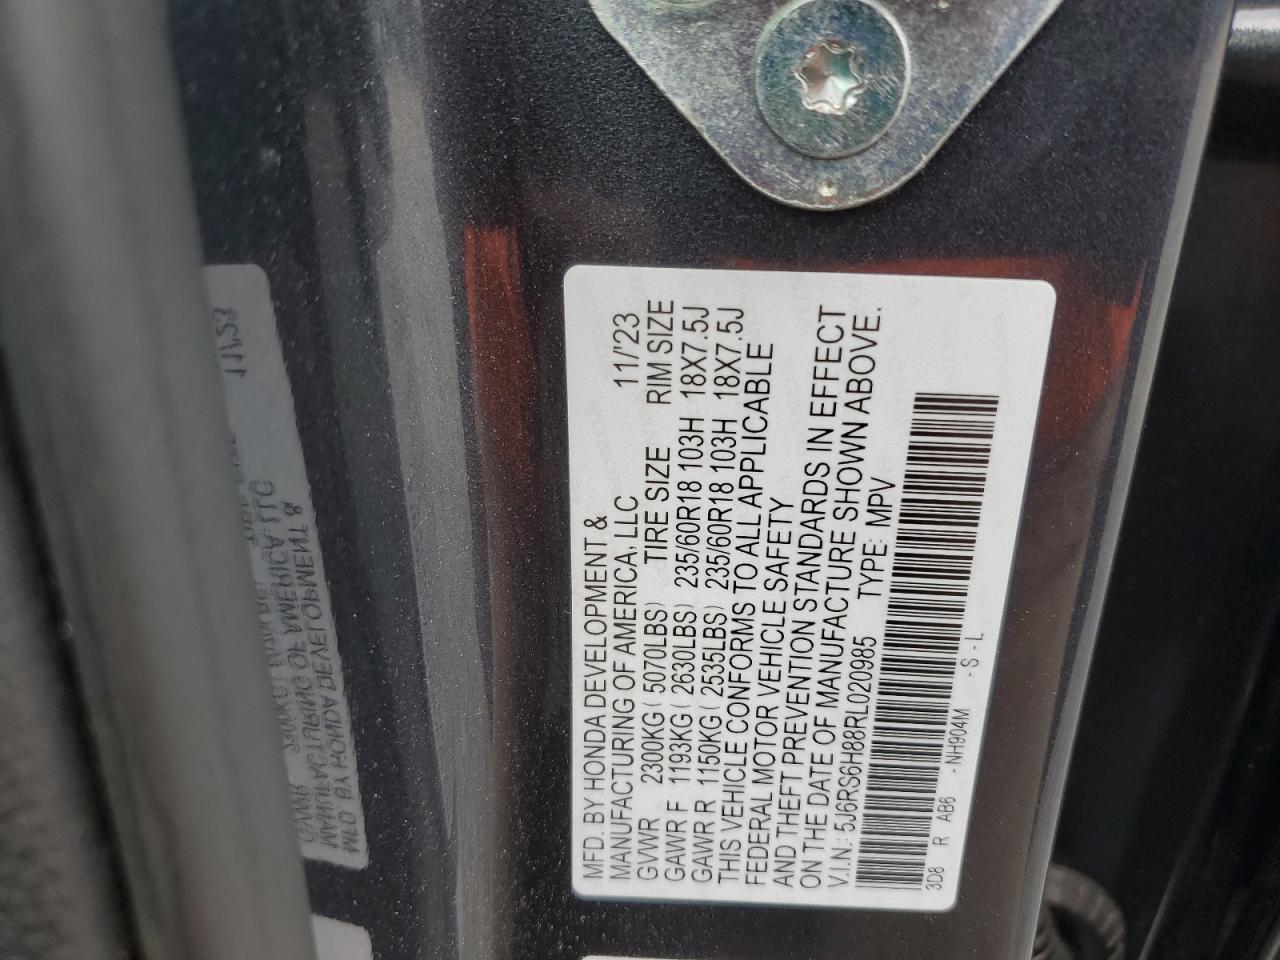 MFD. BY HONDA DEVELOPMENT &
MANUFACTURING OF AMERICA, LLC 11/'23
GVWR 2300KG ( 5070LBS) TIRE SIZE RIM SIZE
GAWR F 1193KG ( 2630LBS) 235/60R18 103H 18X7.5J
GAWR R 1150KG ( 2535LBS) 235/60R18 103H 18X7.5J
THIS VEHICLE CONFORMS TO ALL APPLICABLE
FEDERAL MOTOR VEHICLE SAFETY
AND THEFT PREVENTION STANDARDS IN EFFECT
ON THE DATE OF MANUFACTURE SHOWN ABOVE.
V.I.N.: 5J6RS6H88RL020985 TYPE: MPV
3D8 R AB6 - NH904M - S - L